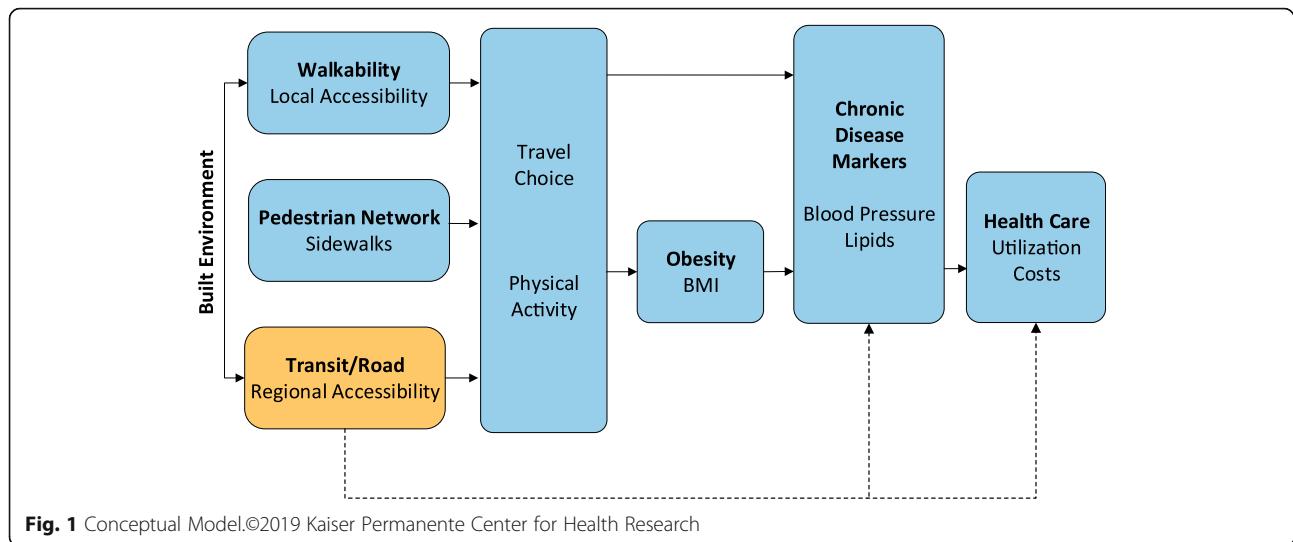 Built Environment
Walkability
Local Accessibility
Pedestrian Network
Sidewalks
Transit/Road
Regional Accessibility
Travel
Choice
Physical
Activity
Obesity
BMI
Chronic
Disease
Markers
Blood Pressure
Lipids
Health Care
Utilization
Costs
Fig. 1 Conceptual Model.©2019 Kaiser Permanente Center for Health Research